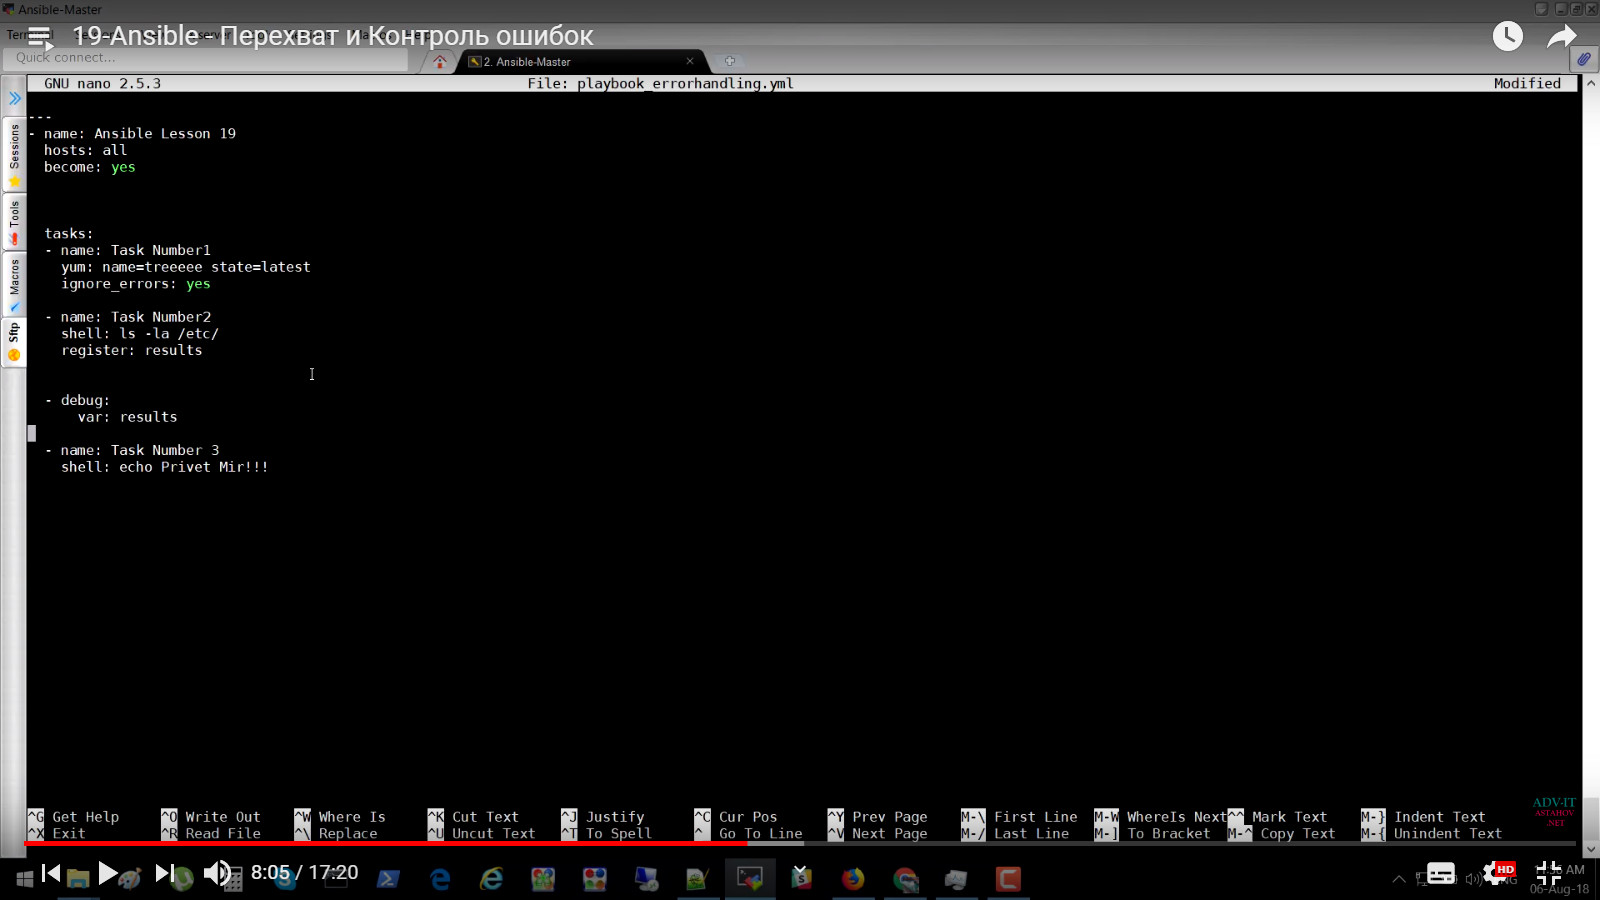 Ansible-Master
19-Ansible - Перехват и Контроль ошибок
Quick connect...
2. Ansible-Master
GNU nano 2.5.3 File: playbook_errorhandling.yml Modified
---
- name: Ansible Lesson 19
hosts: all
become: yes
tasks:
- name: Task Number1
yum: name=treeeee state=latest
ignore_errors: yes
- name: Task Number2
shell: ls -la /etc/
register: results
- debug:
var: results
- name: Task Number 3
shell: echo Privet Mir!!!
Sessions
Tools
Macros
Sftp
ADV-IT
ASTAHOV
.NET
^G Get Help ^O Write Out ^W Where Is ^K Cut Text ^J Justify ^C Cur Pos ^Y Prev Page M-\ First Line M-W WhereIs Next ^^ Mark Text M-} Indent Text
^X Exit ^R Read File ^\ Replace ^U Uncut Text ^T To Spell ^_ Go To Line ^V Next Page M-/ Last Line M-] To Bracket M-^ Copy Text M-{ Unindent Text
8:05 / 17:20
HD
06-Aug-18